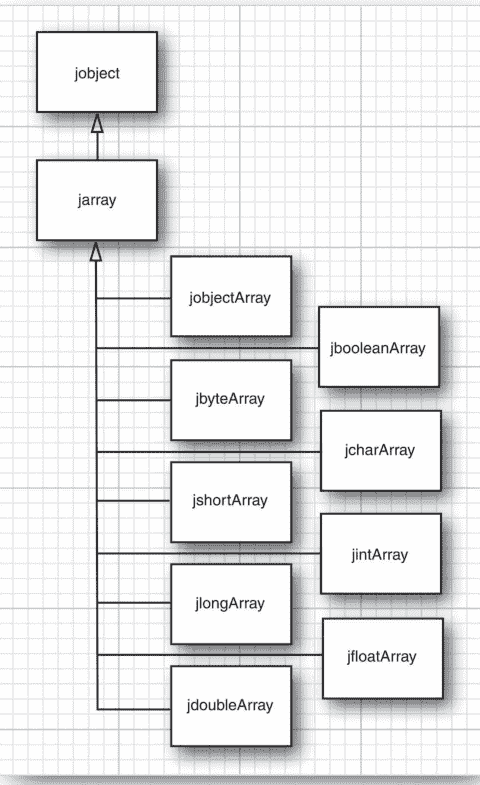 jobject
jarray
jobjectArray
jbooleanArray
jbyteArray
jcharArray
jshortArray
jintArray
jlongArray
jfloatArray
jdoubleArray